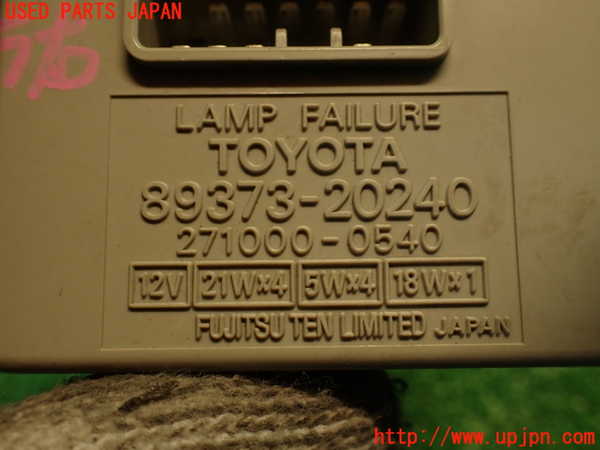 USED PARTS JAPAN
LAMP FAILURE
TOYOTA
89373-20240
271000-0540
12V 21W×4 5W×4 18W×1
FUJITSU TEN LIMITED JAPAN
http://www.upjpn.com/